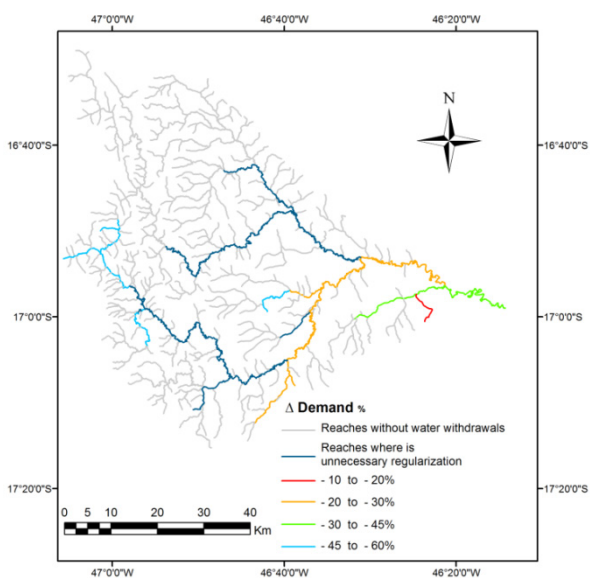 47°0'0"W 46°40'0"W 46°20'0"W
N
16°40'0"S 16°40'0"S
17°0'0"S 17°0'0"S
Δ Demand %
Reaches without water withdrawals
Reaches where is
unnecessary regularization
- 10 to - 20%
17°20'0"S 17°20'0"S
- 20 to - 30%
- 30 to - 45%
- 45 to - 60%
0 5 10 20 30 40
Km
47°0'0"W 46°40'0"W 46°20'0"W